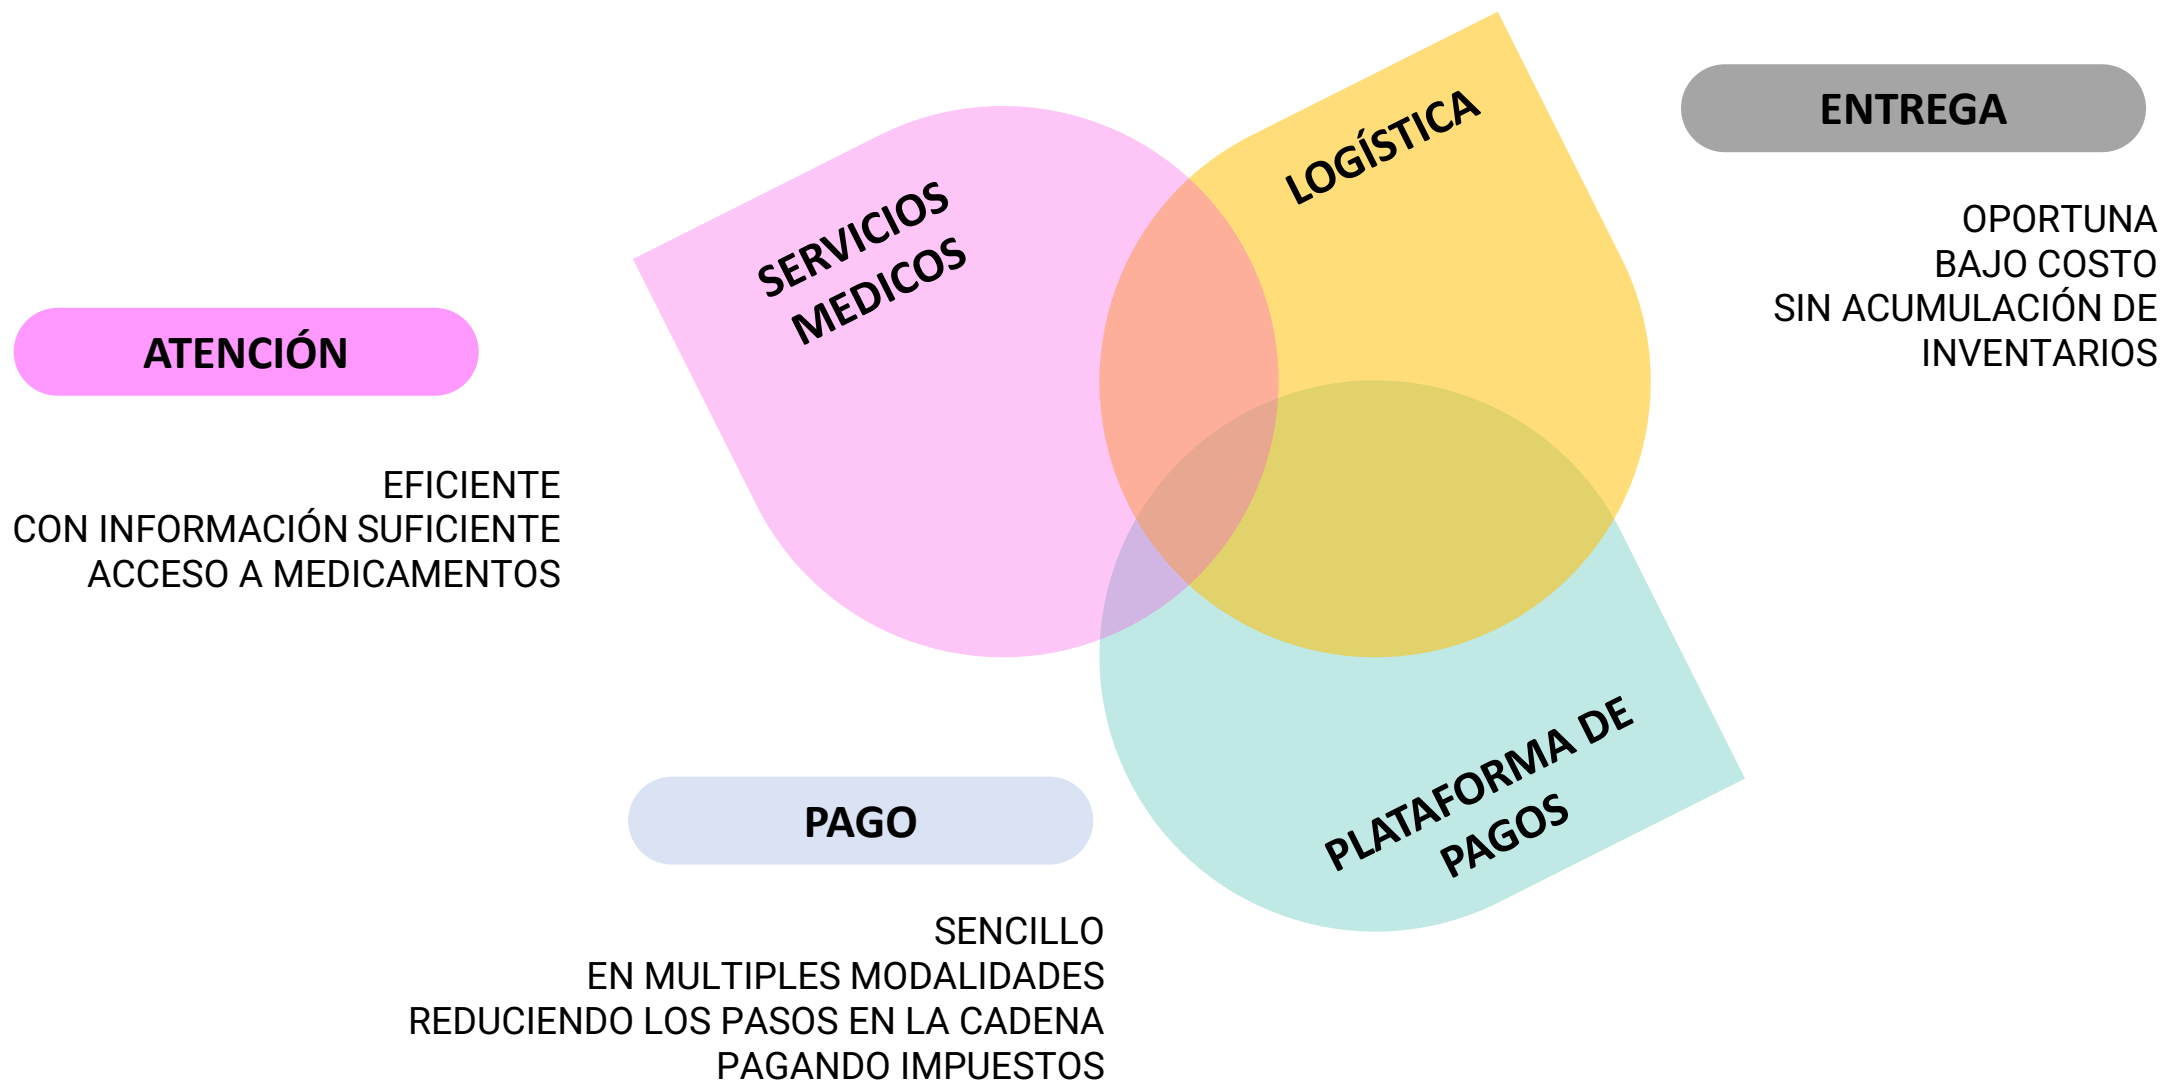 LOGÍSTICA
ENTREGA
OPORTUNA
BAJO COSTO
SIN ACUMULACIÓN DE
INVENTARIOS
SERVICIOS
MEDICOS
ATENCIÓN
EFICIENTE
CON INFORMACIÓN SUFICIENTE
ACCESO A MEDICAMENTOS
PLATAFORMA DE
PAGOS
PAGO
SENCILLO
EN MULTIPLES MODALIDADES
REDUCIENDO LOS PASOS EN LA CADENA
PAGANDO IMPUESTOS